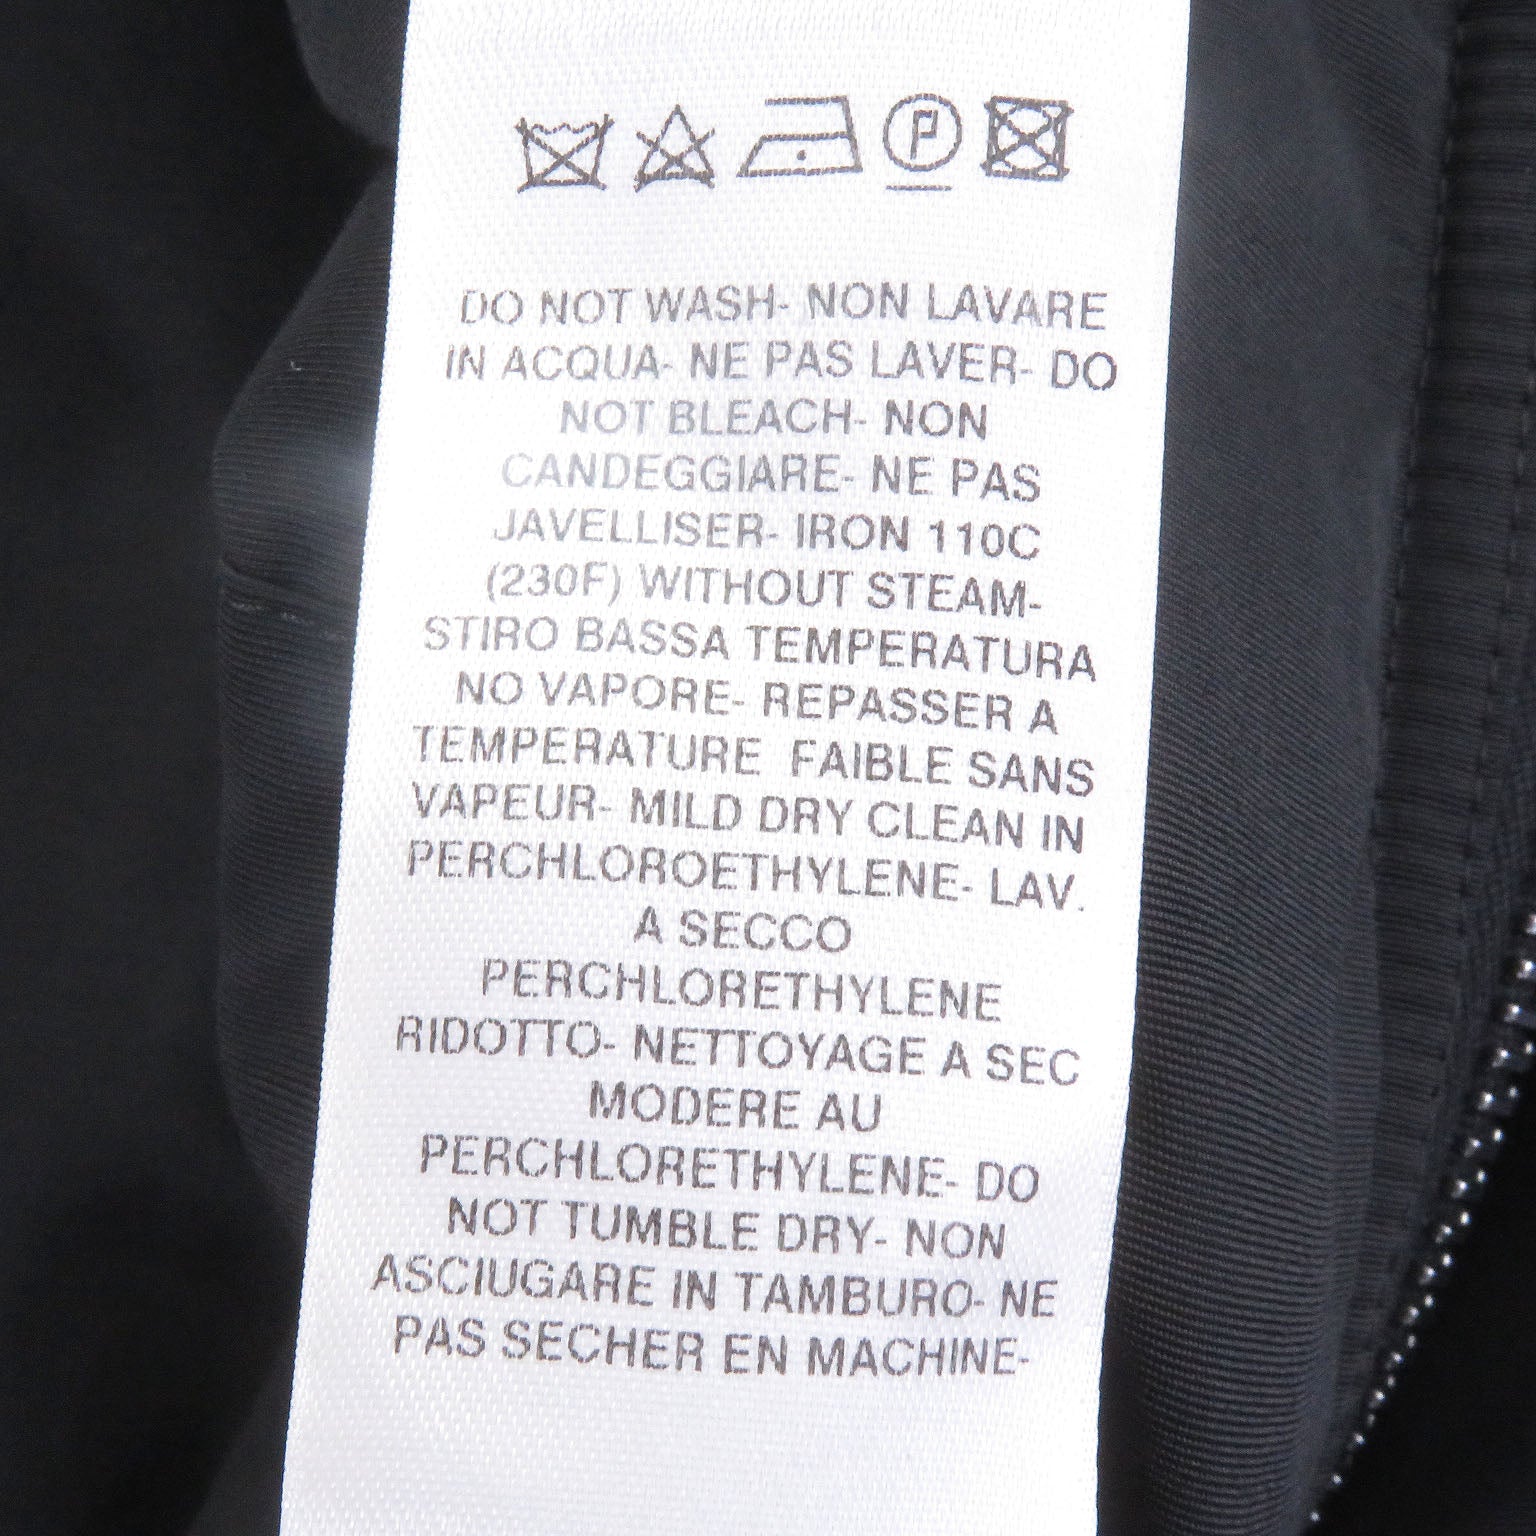 P
DO NOT WASH- NON LAVARE
IN ACQUA- NE PAS LAVER- DO
NOT BLEACH- NON
CANDEGGIARE- NE PAS
JAVELLISER- IRON 110C
(230F) WITHOUT STEAM-
STIRO BASSA TEMPERATURA
NO VAPORE- REPASSER A
TEMPERATURE FAIBLE SANS
VAPEUR- MILD DRY CLEAN IN
PERCHLOROETHYLENE- LAV.
A SECCO
PERCHLORETHYLENE
RIDOTTO- NETTOYAGE A SEC
MODERE AU
PERCHLORETHYLENE- DO
NOT TUMBLE DRY- NON
ASCIUGARE IN TAMBURO- NE
PAS SECHER EN MACHINE-